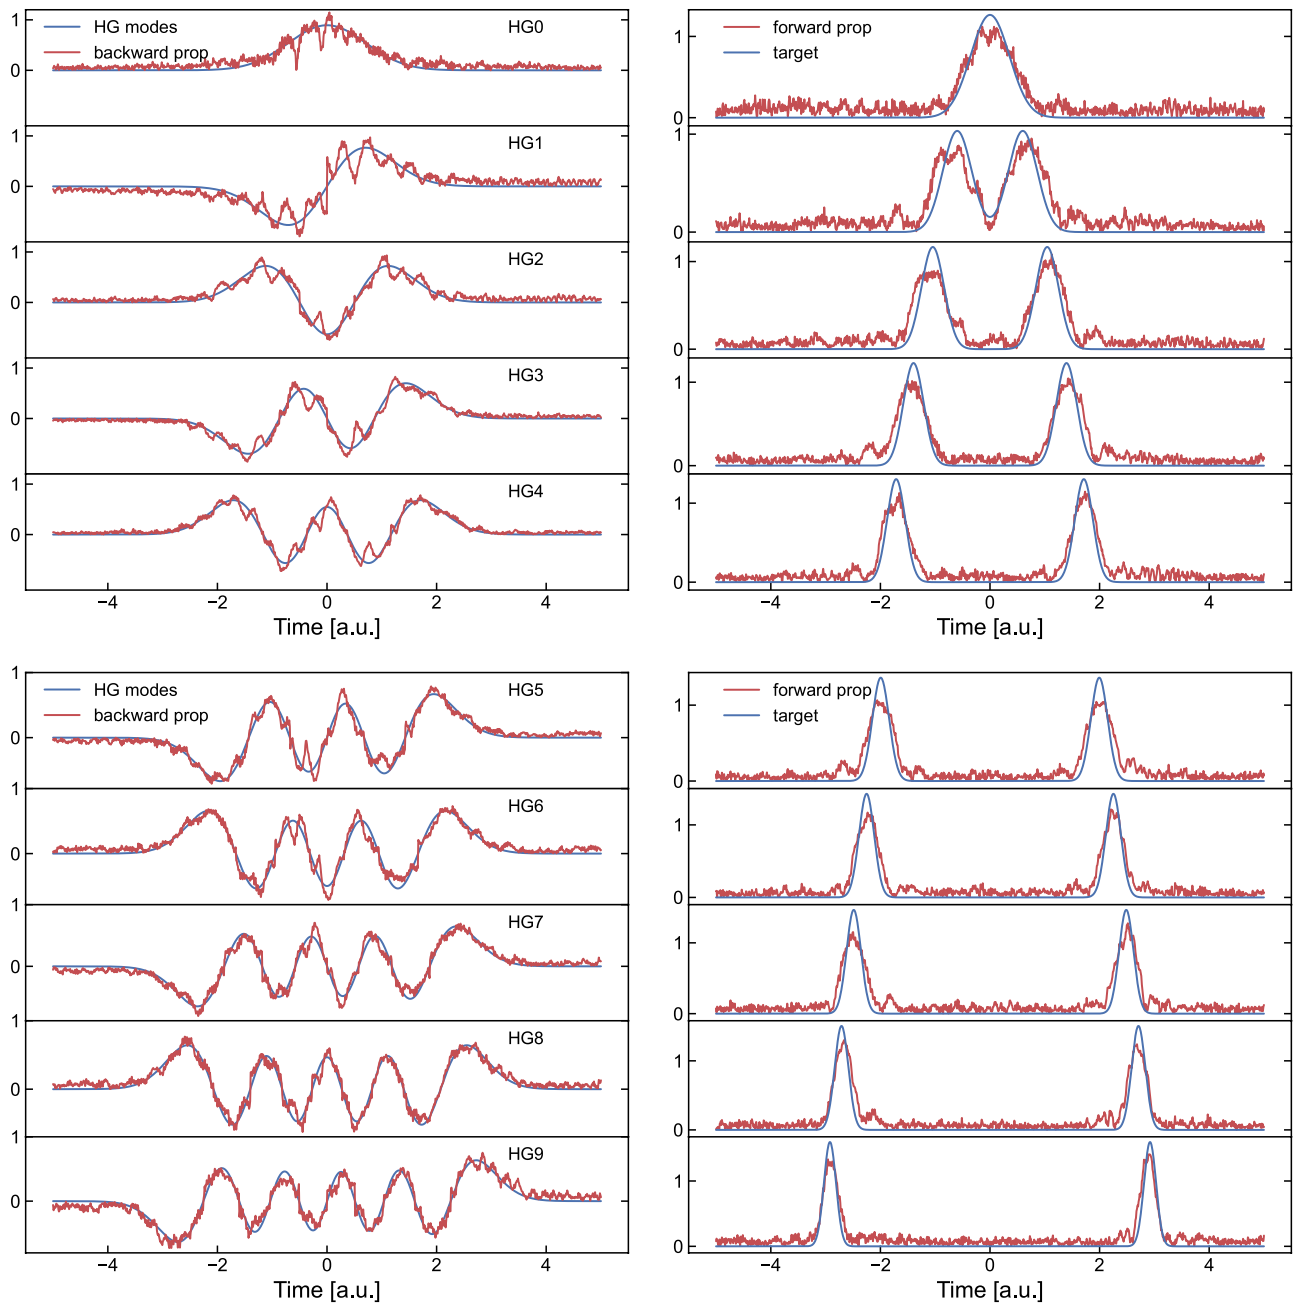 1
HG modes
HG0
backward prop
0
1
HG1
0
1
HG2
0
1
HG3
0
1
HG4
0
−4 −2 0 2 4
Time [a.u.]
forward prop
1
target
0
1
0
1
0
1
0
1
0
−4 −2 0 2 4
Time [a.u.]
1
HG modes
HG5
backward prop
0
1
HG6
0
1
HG7
0
1
HG8
0
1
HG9
0
−4 −2 0 2 4
Time [a.u.]
forward prop
1
target
0
1
0
1
0
1
0
1
0
−4 −2 0 2 4
Time [a.u.]